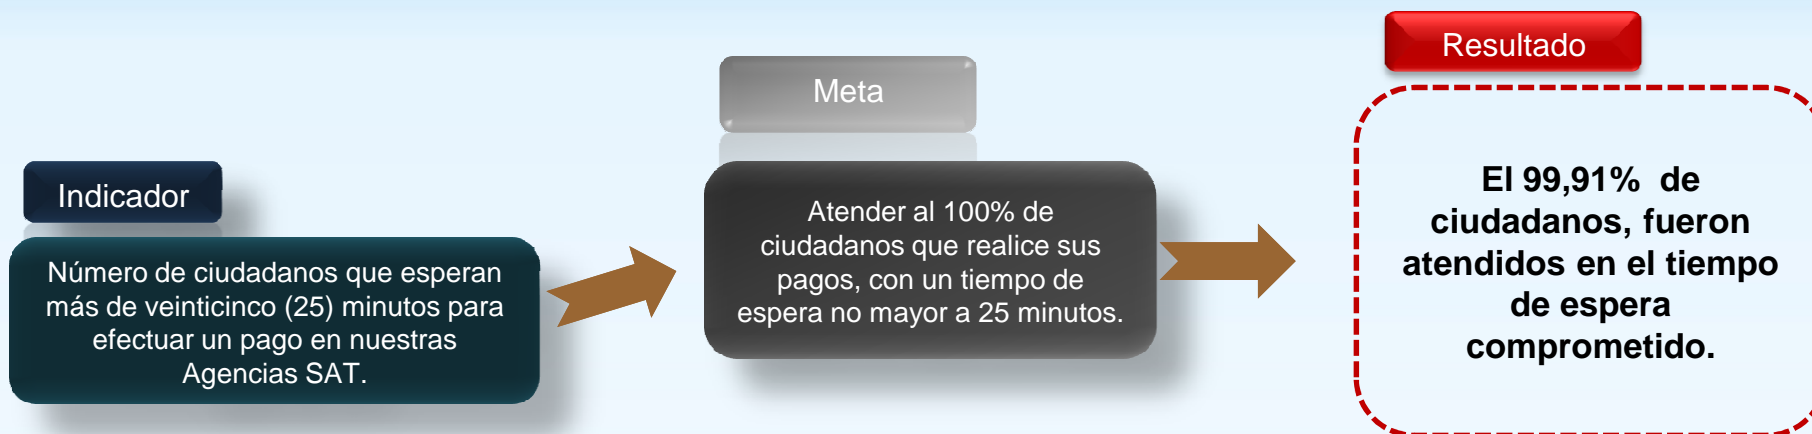 Indicador
Número de ciudadanos que esperan
más de veinticinco (25) minutos para
efectuar un pago en nuestras
Agencias SAT.
Meta
Atender al 100% de
ciudadanos que realice sus
pagos, con un tiempo de
espera no mayor a 25 minutos.
Resultado
El 99,91% de
ciudadanos, fueron
atendidos en el tiempo
de espera
comprometido.